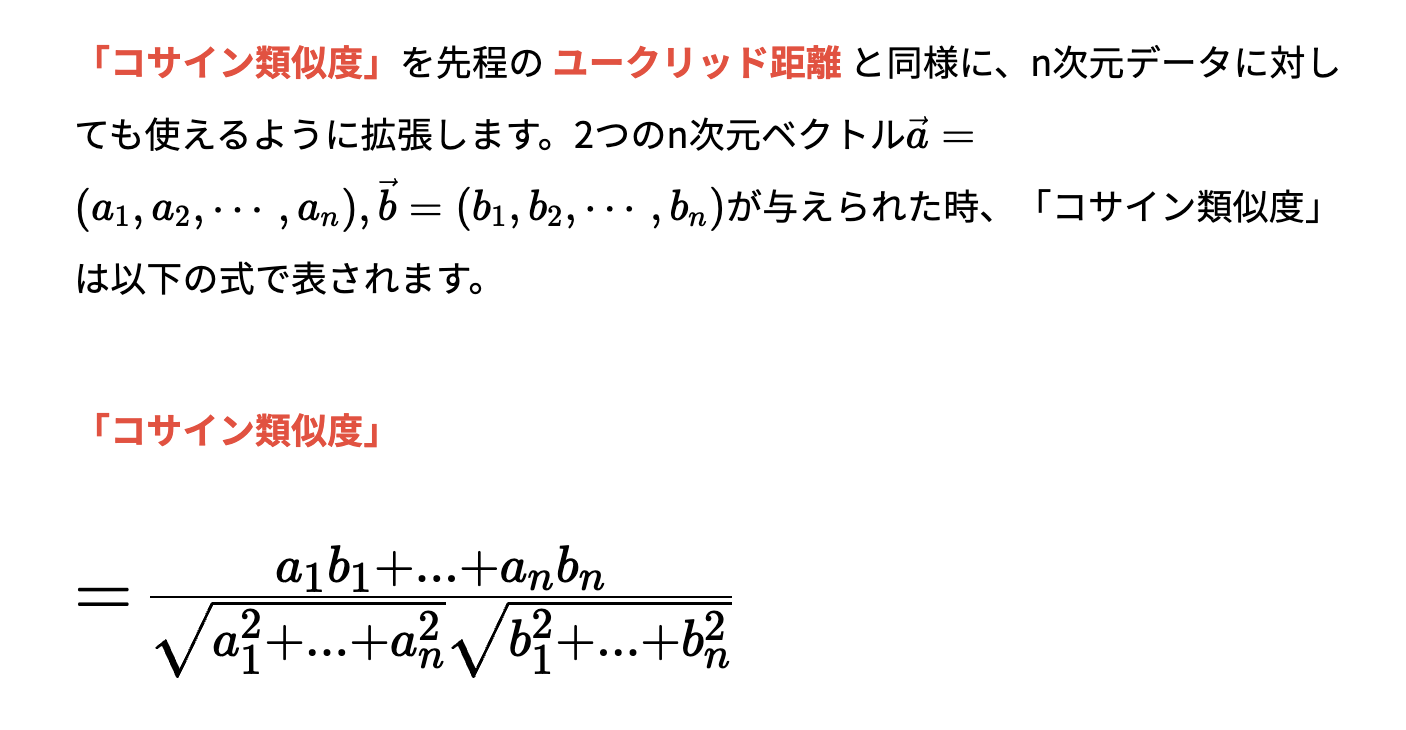 「コサイン類似度」を先程の ユークリッド距離 と同様に、n次元データに対し
ても使えるように拡張します。2つのn次元ベクトル$\vec{a} =$
$(a_1, a_2, \cdots, a_n), \vec{b} = (b_1, b_2, \cdots, b_n)$が与えられた時、「コサイン類似度」
は以下の式で表されます。
「コサイン類似度」
$= \frac{a_1b_1+...+a_nb_n}{\sqrt{a_1^2+...+a_n^2}\sqrt{b_1^2+...+b_n^2}}$